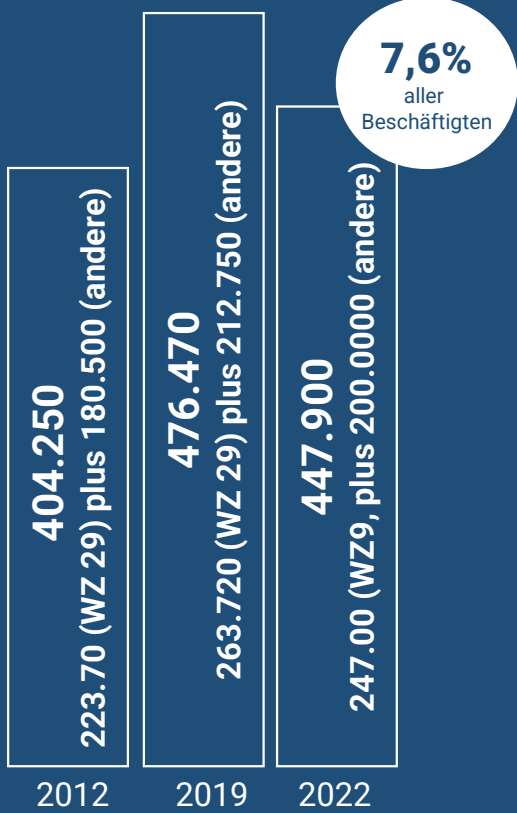 7,6%
aller
Beschäftigten
404.250
223.70 (WZ 29) plus 180.500 (andere)
476.470
263.720 (WZ 29) plus 212.750 (andere)
447.900
247.00 (WZ9, plus 200.0000 (andere)
2012
2019
2022